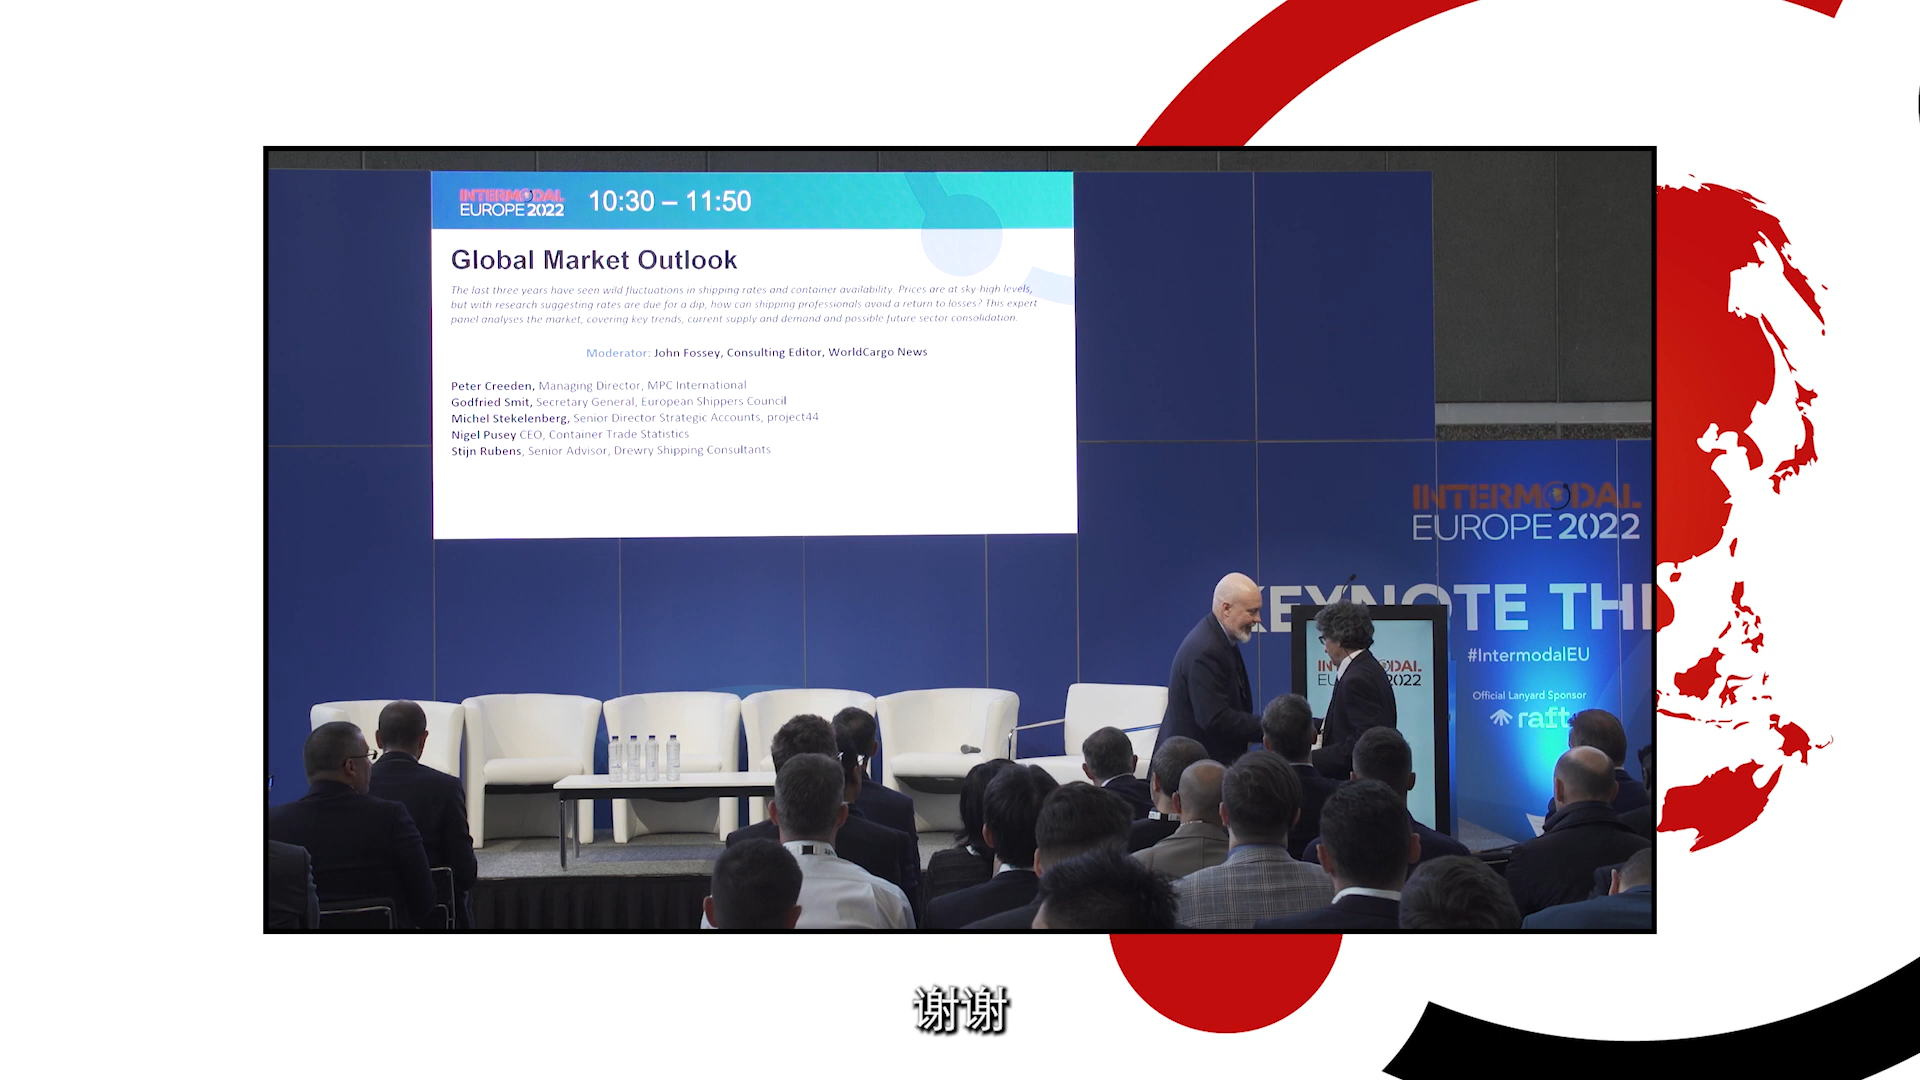 INTERMODAL
EUROPE 2022
10:30 – 11:50
Global Market Outlook
The last three years have seen wild fluctuations in shipping rates and container availability. Prices are at sky-high levels,
but with research suggesting rates are due for a dip, how can shipping professionals avoid a return to losses? This expert
panel analyses the market, covering key trends, current supply and demand and possible future sector consolidation.
Moderator: John Fossey, Consulting Editor, WorldCargo News
Peter Creeden, Managing Director, MPC International
Godfried Smit, Secretary General, European Shippers Council
Michel Stekelenberg, Senior Director Strategic Accounts, project44
Nigel Pusey CEO, Container Trade Statistics
Stijn Rubens, Senior Advisor, Drewry Shipping Consultants
INTERMODAL
EUROPE 2022
KEYNOTE THE
#IntermodalEU
INTERMODAL
EU 2022
Official Lanyard Sponsor
raft
谢谢